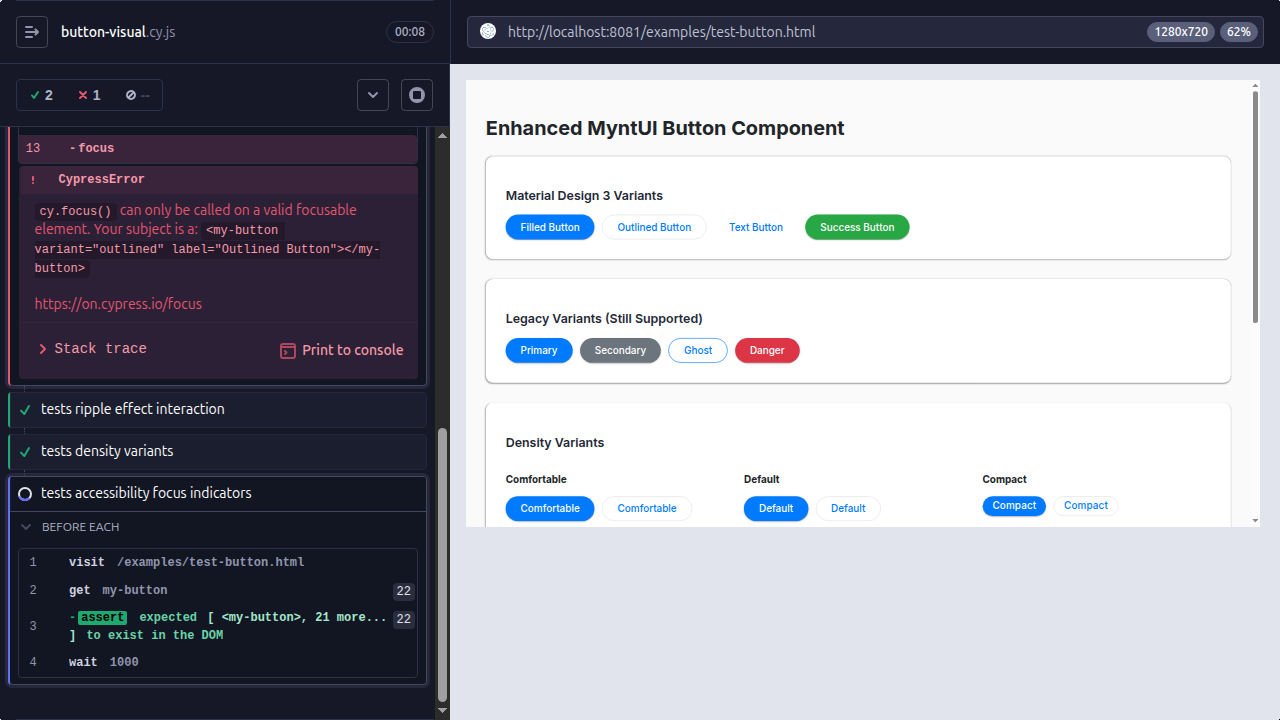 button-visual.cy.js
00:08
2
1
--
13 -focus
! CypressError
cy.focus() can only be called on a valid focusable
element. Your subject is a: <my-button
variant="outlined" label="Outlined Button"></my-
button>
https://on.cypress.io/focus
Stack trace
Print to console
tests ripple effect interaction
tests density variants
tests accessibility focus indicators
BEFORE EACH
1 visit /examples/test-button.html
2 get my-button 22
3 -assert expected [ <my-button>, 21 more... 22
] to exist in the DOM
4 wait 1000
http://localhost:8081/examples/test-button.html
1280x720
62%
Enhanced MyntUI Button Component
Material Design 3 Variants
Filled Button Outlined Button Text Button Success Button
Legacy Variants (Still Supported)
Primary Secondary Ghost Danger
Density Variants
Comfortable Default Compact
Comfortable Comfortable Default Default Compact Compact